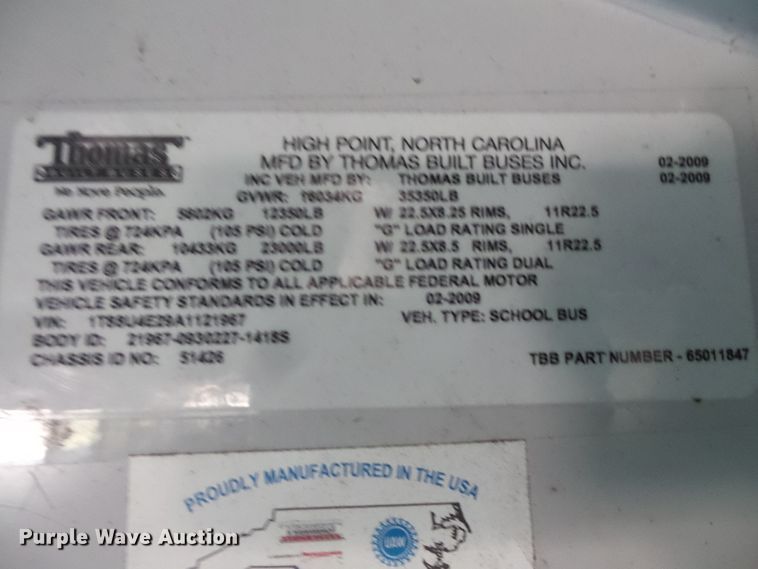 Thomas
BUILT BUSES
We Move People.
HIGH POINT, NORTH CAROLINA
MFD BY THOMAS BUILT BUSES INC. 02-2009
INC VEH MFD BY: THOMAS BUILT BUSES 02-2009
GVWR: 16034KG 35350LB
GAWR FRONT: 5602KG 12350LB W/ 22.5X8.25 RIMS, 11R22.5
TIRES @ 724KPA (105 PSI) COLD "G" LOAD RATING SINGLE
GAWR REAR: 10433KG 23000LB W/ 22.5X8.5 RIMS, 11R22.5
TIRES @ 724KPA (105 PSI) COLD "G" LOAD RATING DUAL
THIS VEHICLE CONFORMS TO ALL APPLICABLE FEDERAL MOTOR
VEHICLE SAFETY STANDARDS IN EFFECT IN: 02-2009
VIN: 1T88U4E29A1121967 VEH. TYPE: SCHOOL BUS
BODY ID: 21967-0930227-1418S
CHASSIS ID NO: 51426 TBB PART NUMBER - 65011847
PROUDLY MANUFACTURED IN THE USA
UAW
Purple Wave Auction